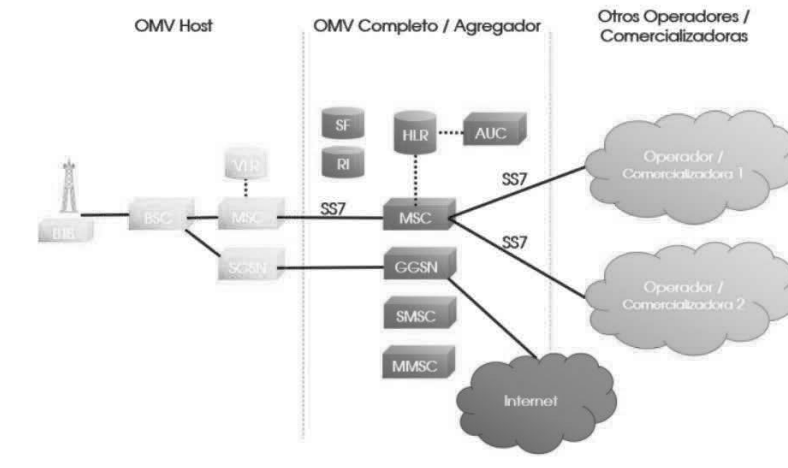 OMV Host
OMV Completo / Agregador
Otros Operadores /
Comercializadoras
SF
RI
HLR
AUC
VLR
BSC
MSC
SS7
MSC
SS7
SS7
SGSN
GGSN
SMSC
MMSC
Operador /
Comercializadora 1
Operador /
Comercializadora 2
Internet